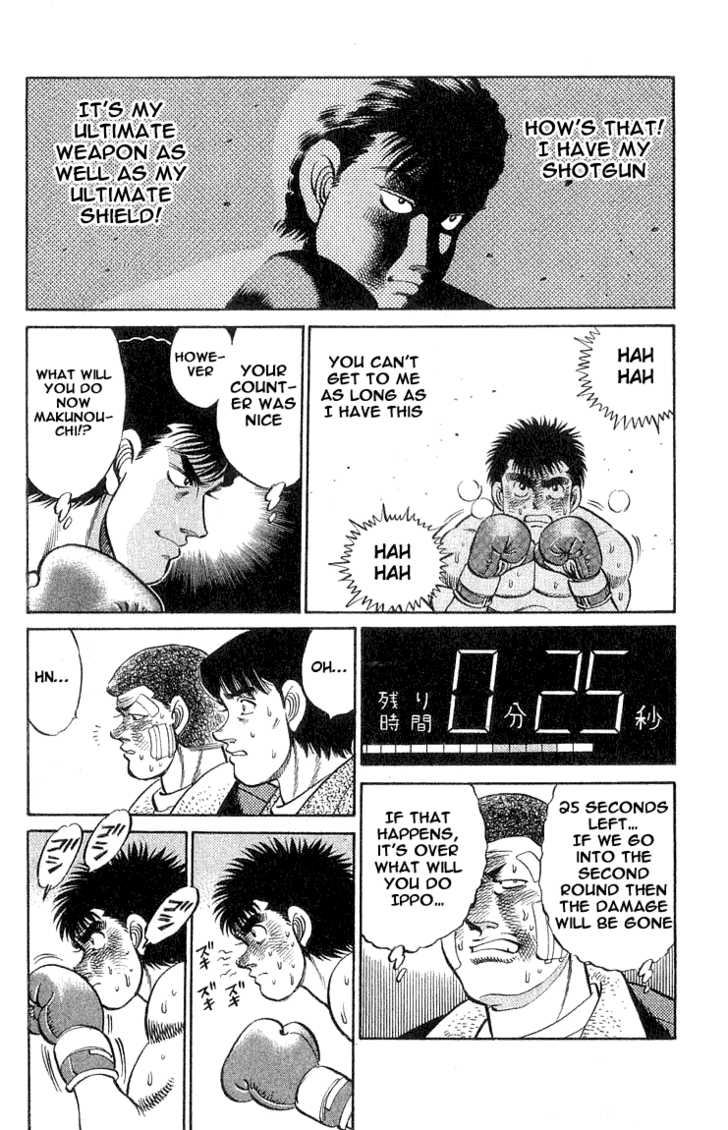 HOW'S THAT!
I HAVE MY
SHOTGUN
IT'S MY
ULTIMATE
WEAPON AS
WELL AS MY
ULTIMATE
SHIELD!
HAH
HAH
YOU CAN'T
GET TO ME
AS LONG AS
I HAVE THIS
HAH
HAH
YOUR
COUNT-
ER WAS
NICE
HOWE-
VER
WHAT WILL
YOU DO
NOW
MAKUNOU-
CHI!?
残り
時間
0分25秒
OH...
HN...
25 SECONDS
LEFT...
IF WE GO
INTO THE
SECOND
ROUND THEN
THE DAMAGE
WILL BE GONE
IF THAT
HAPPENS,
IT'S OVER
WHAT WILL
YOU DO
IPPO...
ズキ
ズキ